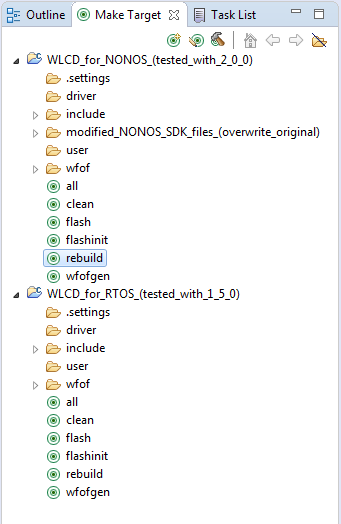 Outline Make Target Task List
WLCD_for_NONOS_(tested_with_2_0_0)
.settings
driver
include
modified_NONOS_SDK_files_(overwrite_original)
user
wfof
all
clean
flash
flashinit
rebuild
wfofgen
WLCD_for_RTOS_(tested_with_1_5_0)
.settings
driver
include
user
wfof
all
clean
flash
flashinit
rebuild
wfofgen